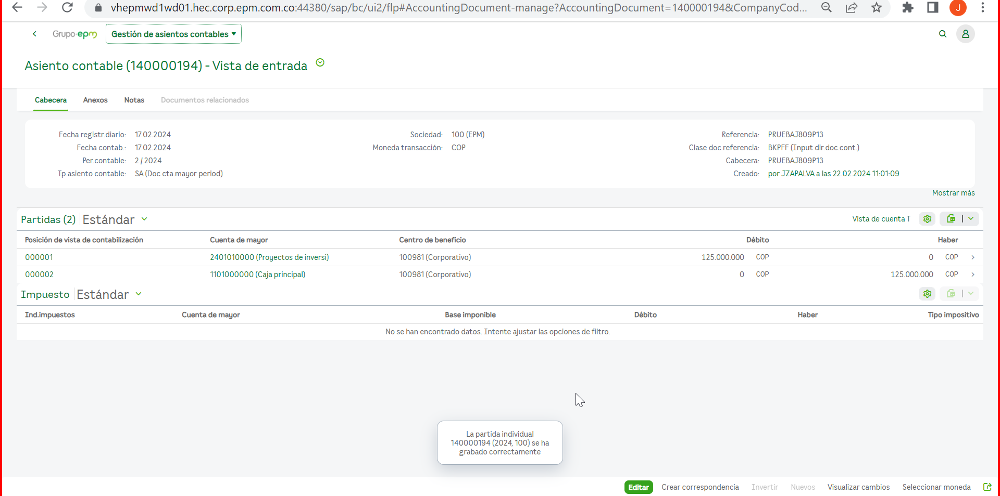 vhepmwd1wd01.hec.corp.epm.com.co:44380/sap/bc/ui2/flp#AccountingDocument-manage?AccountingDocument=140000194&CompanyCod...
J
Grupo·epm
Gestión de asientos contables
Asiento contable (140000194) - Vista de entrada
Cabecera Anexos Notas Documentos relacionados
Fecha registr.diario: 17.02.2024 Sociedad: 100 (EPM) Referencia: PRUEBAJ809P13
Fecha contab.: 17.02.2024 Moneda transacción: COP Clase doc.referencia: BKPFF (Input dir.doc.cont.)
Per.contable: 2 / 2024 Cabecera: PRUEBAJ809P13
Tp.asiento contable: SA (Doc cta.mayor period) Creado: por JZAPALVA a las 22.02.2024 11:01:09
Mostrar más
Partidas (2) Estándar Vista de cuenta T
Posición de vista de contabilización Cuenta de mayor Centro de beneficio Débito Haber
000001 2401010000 (Proyectos de inversi) 100981 (Corporativo) 125.000.000 COP 0 COP
000002 1101000000 (Caja principal) 100981 (Corporativo) 0 COP 125.000.000 COP
Impuesto Estándar
Ind.impuestos Cuenta de mayor Base imponible Débito Haber Tipo impositivo
No se han encontrado datos. Intente ajustar las opciones de filtro.
La partida individual
140000194 (2024, 100) se ha
grabado correctamente
Editar Crear correspondencia Invertir Nuevos Visualizar cambios Seleccionar moneda